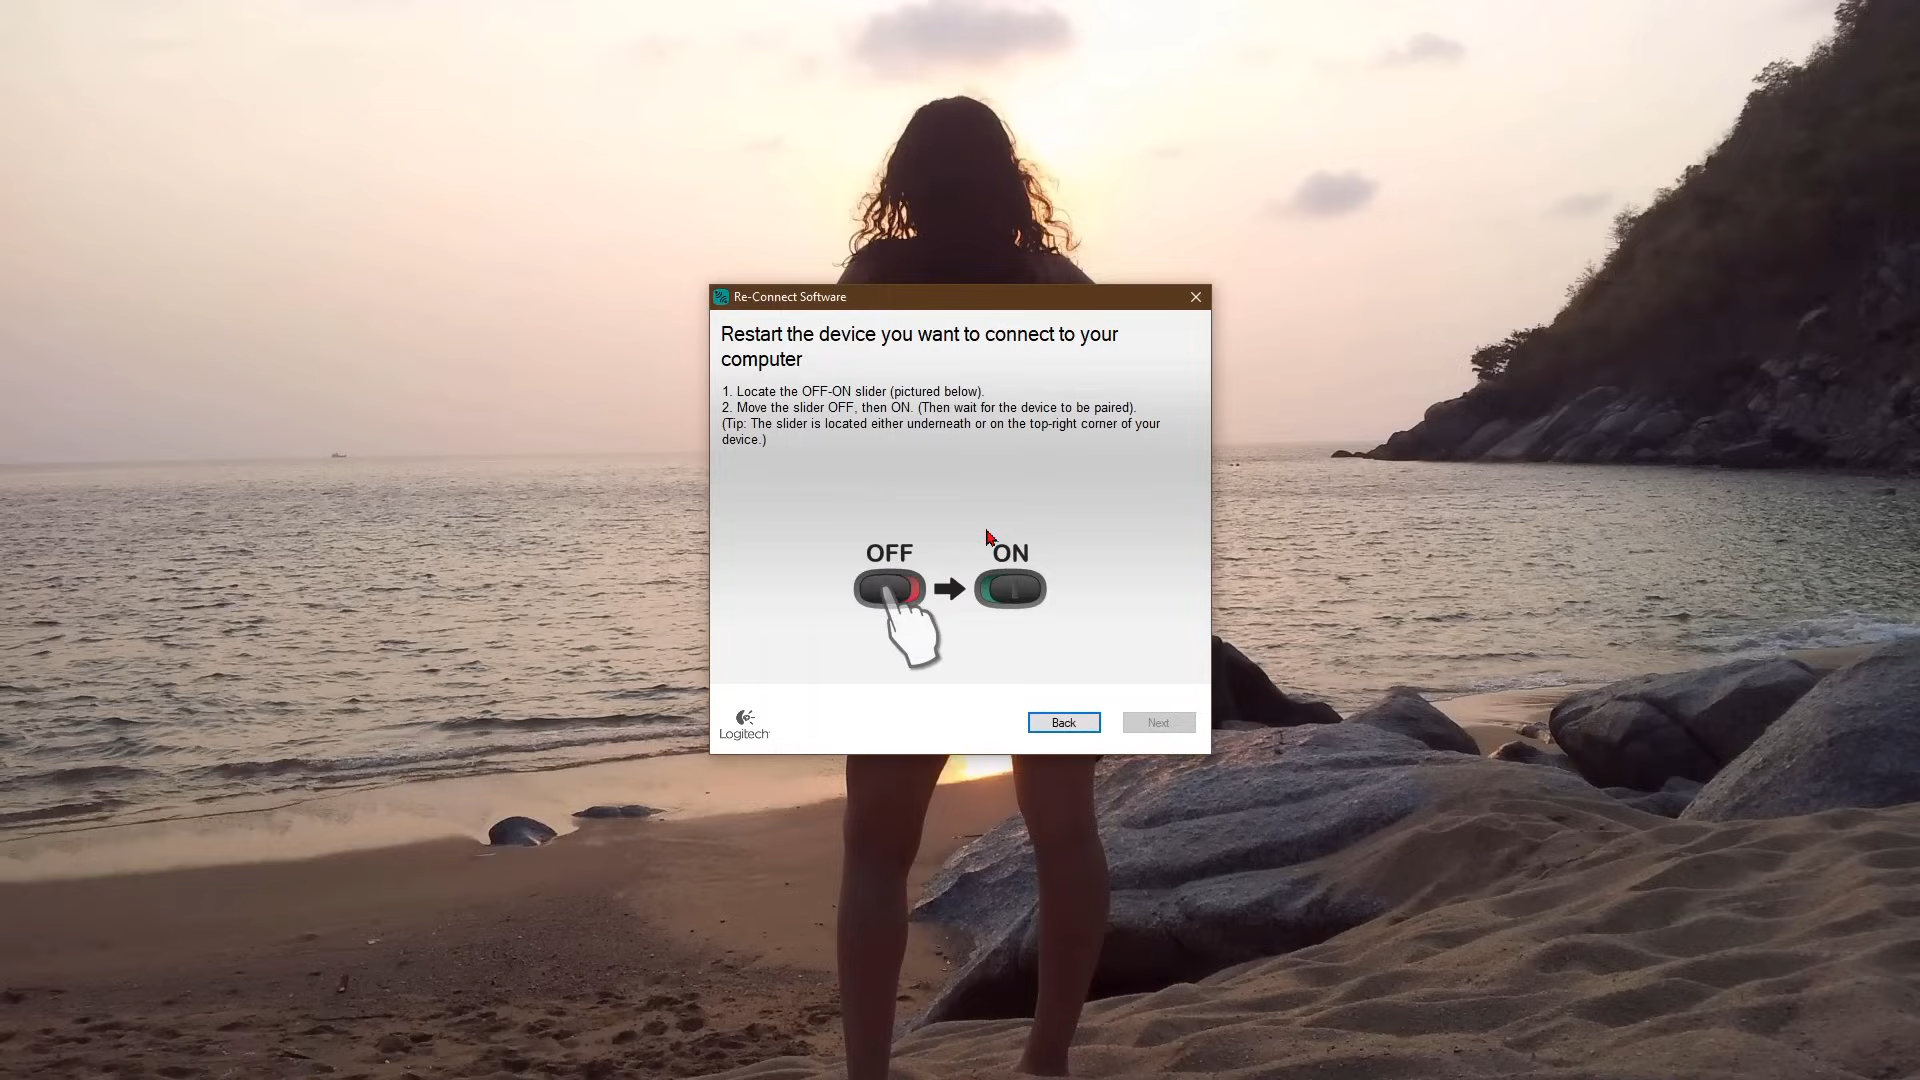 Re-Connect Software
Restart the device you want to connect to your
computer
1. Locate the OFF-ON slider (pictured below).
2. Move the slider OFF, then ON. (Then wait for the device to be paired).
(Tip: The slider is located either underneath or on the top-right corner of your
device.)
OFF
ON
Logitech
Back
Next